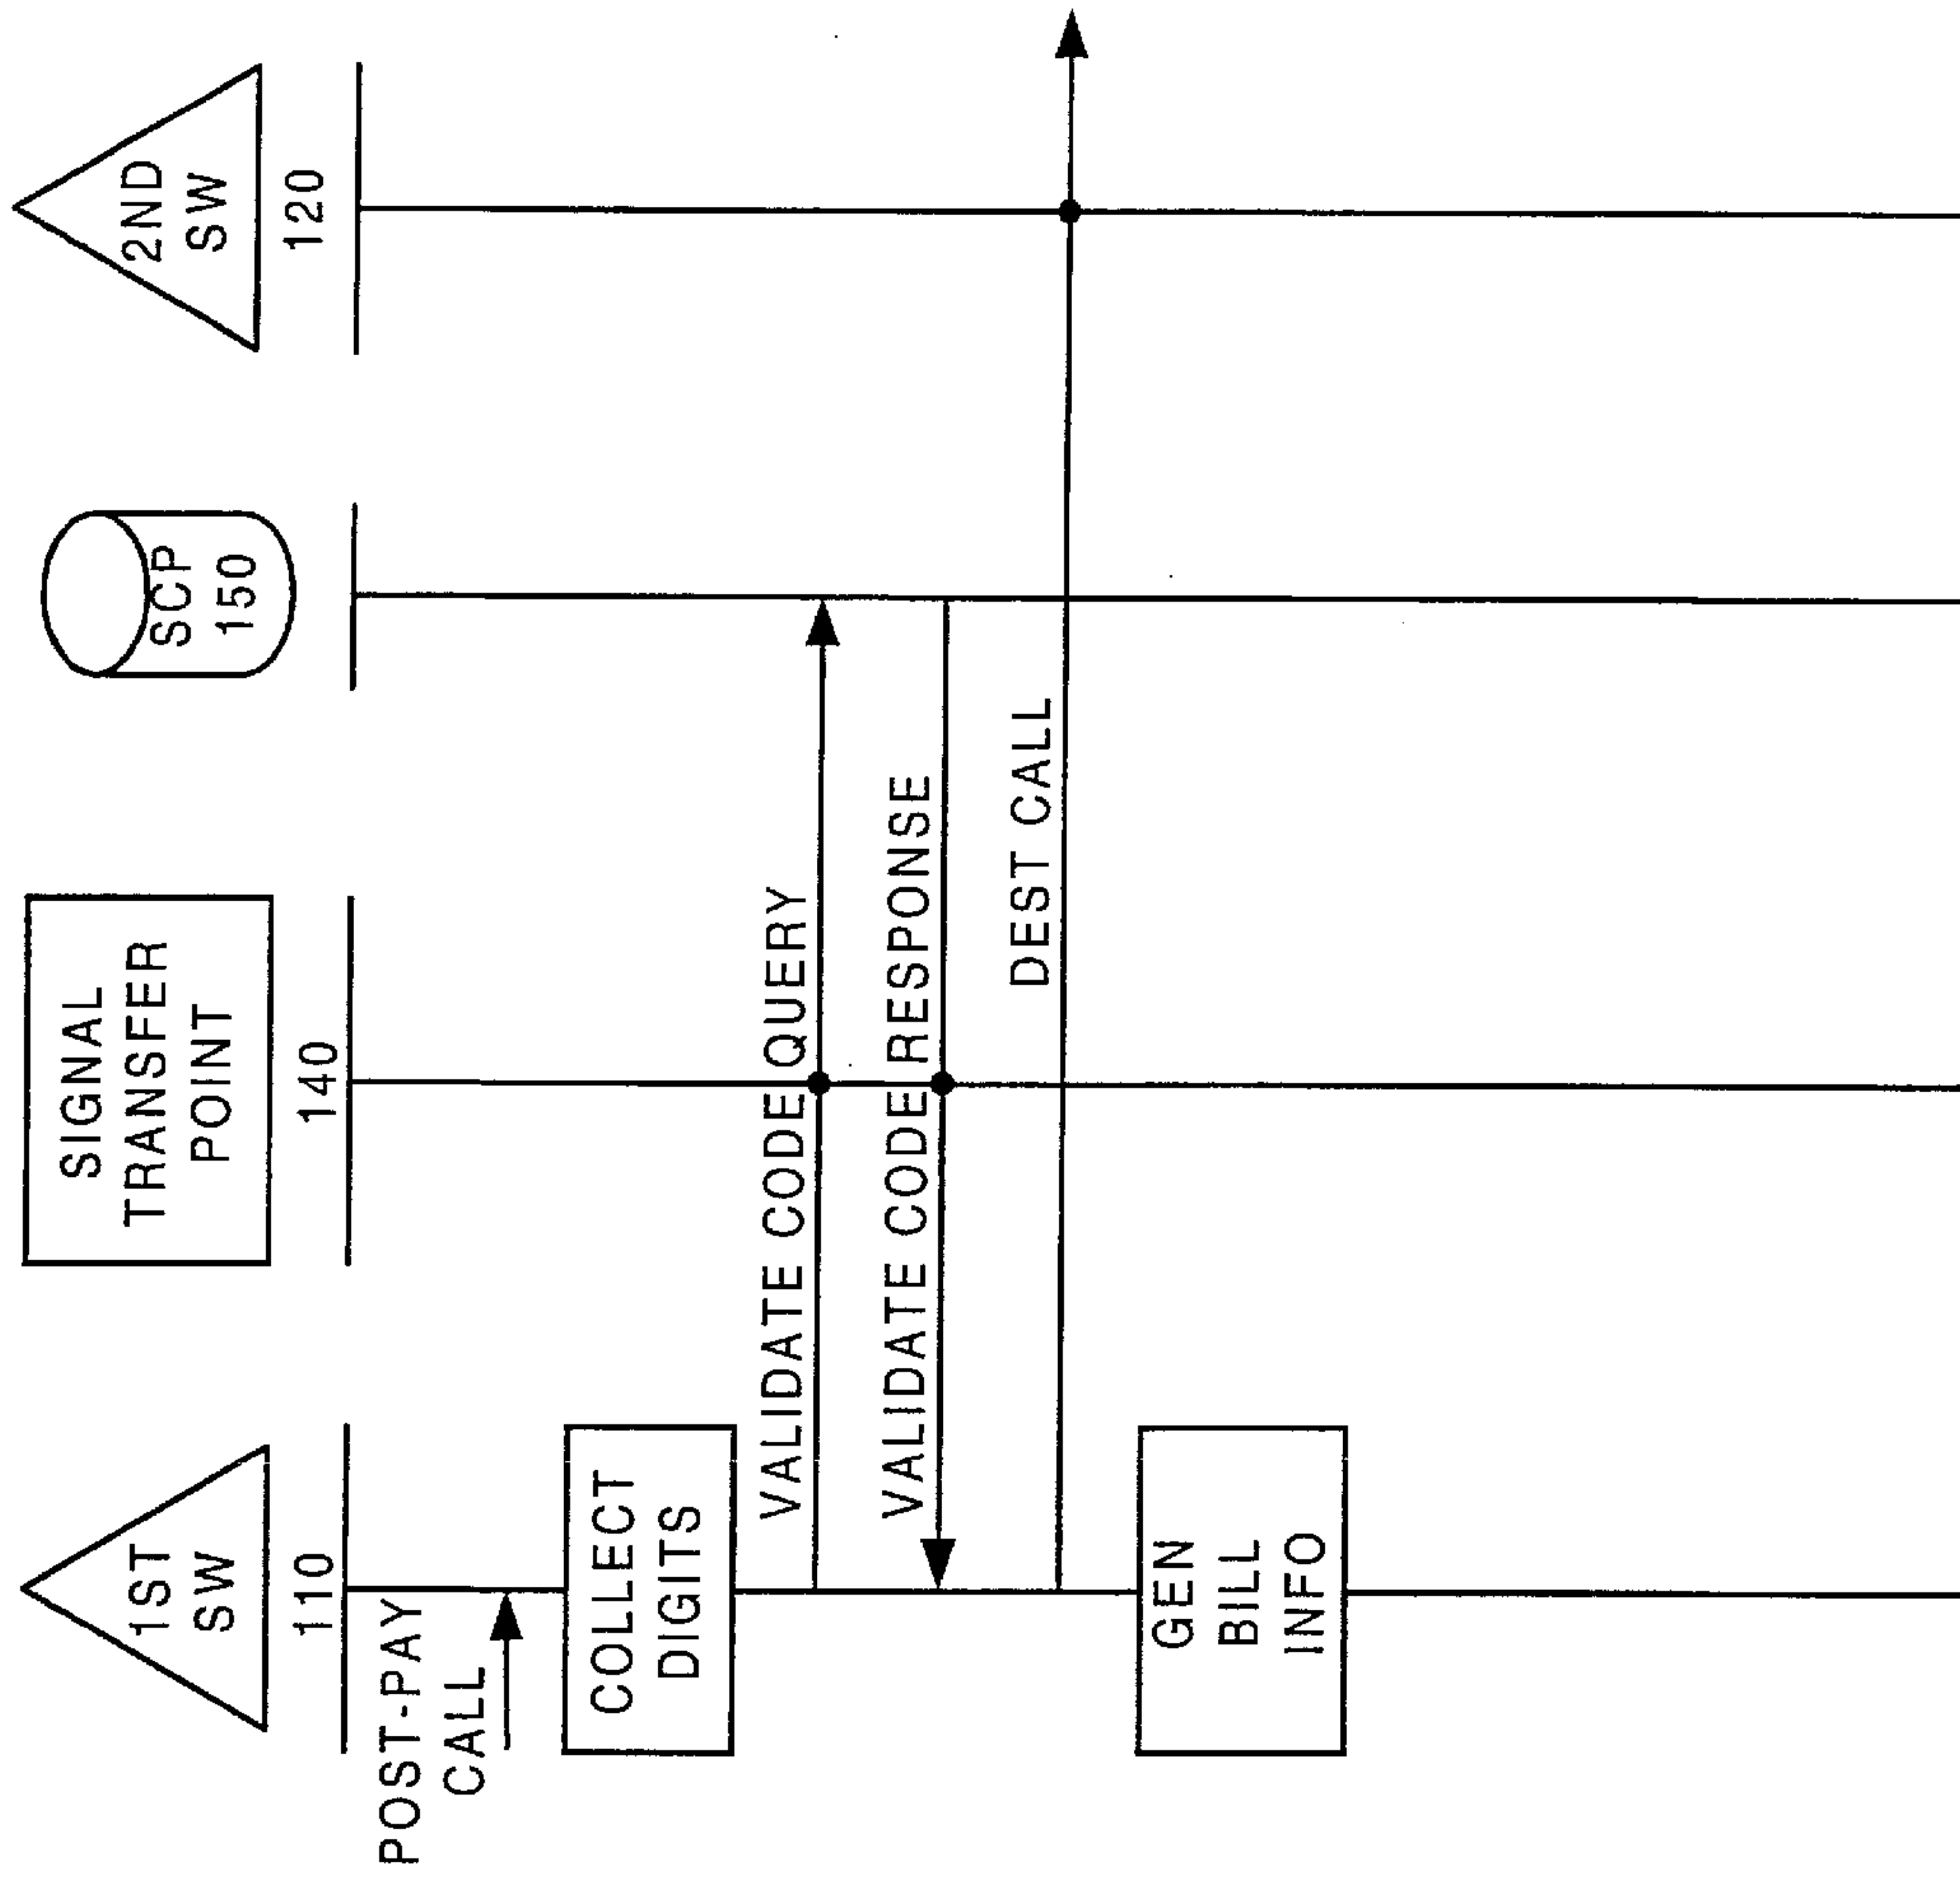 1ST
SW
110
SIGNAL
TRANSFER
POINT
140
SCP
150
2ND
SW
120
POST-PAY
CALL
COLLECT
DIGITS
VALIDATE CODE QUERY
VALIDATE CODE RESPONSE
DEST CALL
GEN
BILL
INFO